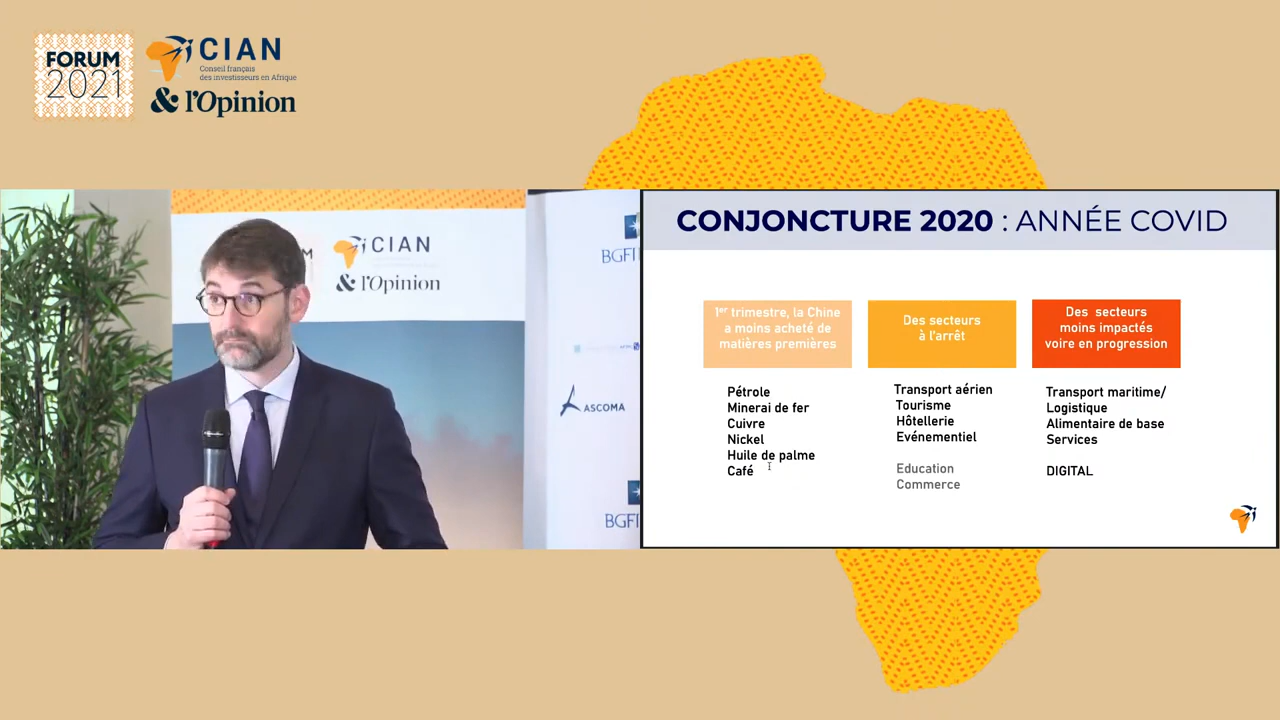 FORUM
2021
CIAN
Conseil français
des investisseurs en Afrique
& l'Opinion
CIAN
& l'Opinion
BGFI
ASCOMA
BGFI
CONJONCTURE 2020 : ANNÉE COVID
1er trimestre, la Chine
a moins acheté de
matières premières
Pétrole
Minerai de fer
Cuivre
Nickel
Huile de palme
Café
Des secteurs
à l'arrêt
Transport aérien
Tourisme
Hôtellerie
Evénementiel
Education
Commerce
Des secteurs
moins impactés
voire en progression
Transport maritime/
Logistique
Alimentaire de base
Services
DIGITAL